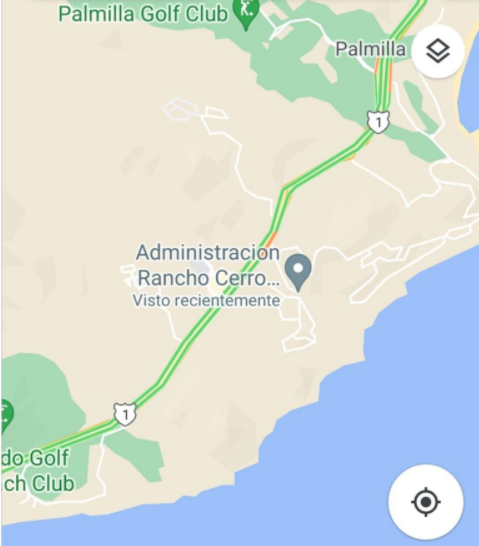 Palmilla Golf Club
Palmilla
1
Administracion
Rancho Cerro...
Visto recientemente
1
do Golf
ch Club